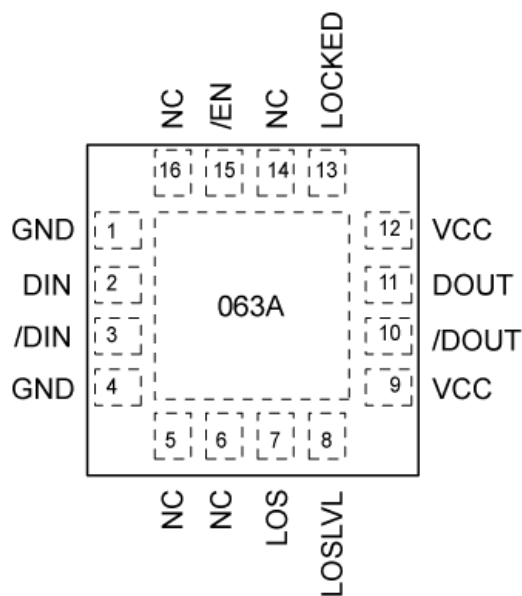 NC
/EN
NC
LOCKED
16
15
14
13
GND 1
12 VCC
DIN 2
11 DOUT
063A
/DIN 3
10 /DOUT
GND 4
9 VCC
5
6
7
8
NC
NC
LOS
LOSLVL